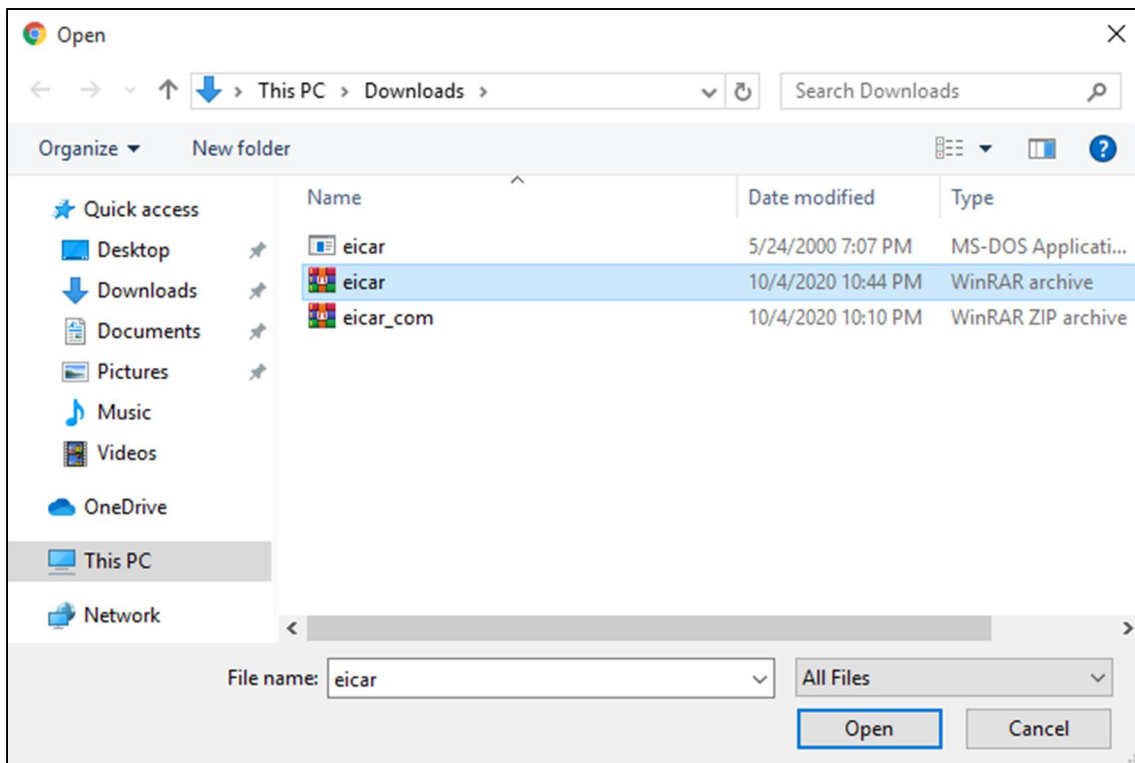 Open
This PC > Downloads >
Search Downloads
Organize
New folder
Name
Date modified
Type
Quick access
Desktop
Downloads
Documents
Pictures
Music
Videos
OneDrive
This PC
Network
eicar 5/24/2000 7:07 PM MS-DOS Applicati...
eicar 10/4/2020 10:44 PM WinRAR archive
eicar_com 10/4/2020 10:10 PM WinRAR ZIP archive
File name: eicar
All Files
Open
Cancel